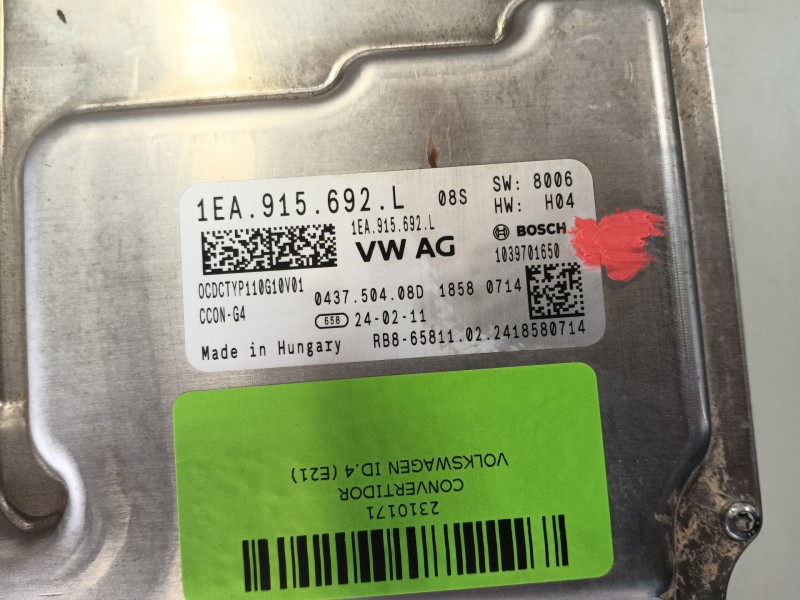 1EA.915.692.L 08S SW: 8006
HW: H04
1EA.915.692.L
VW AG BOSCH
1039701650
OCDCTYP110G10V01
CCON-G4
0437.504.08D 1858 0714
658 24-02-11
Made in Hungary RB8-65811.02.2418580714
2310171
CONVERTIDOR
VOLKSWAGEN ID.4 (E21)